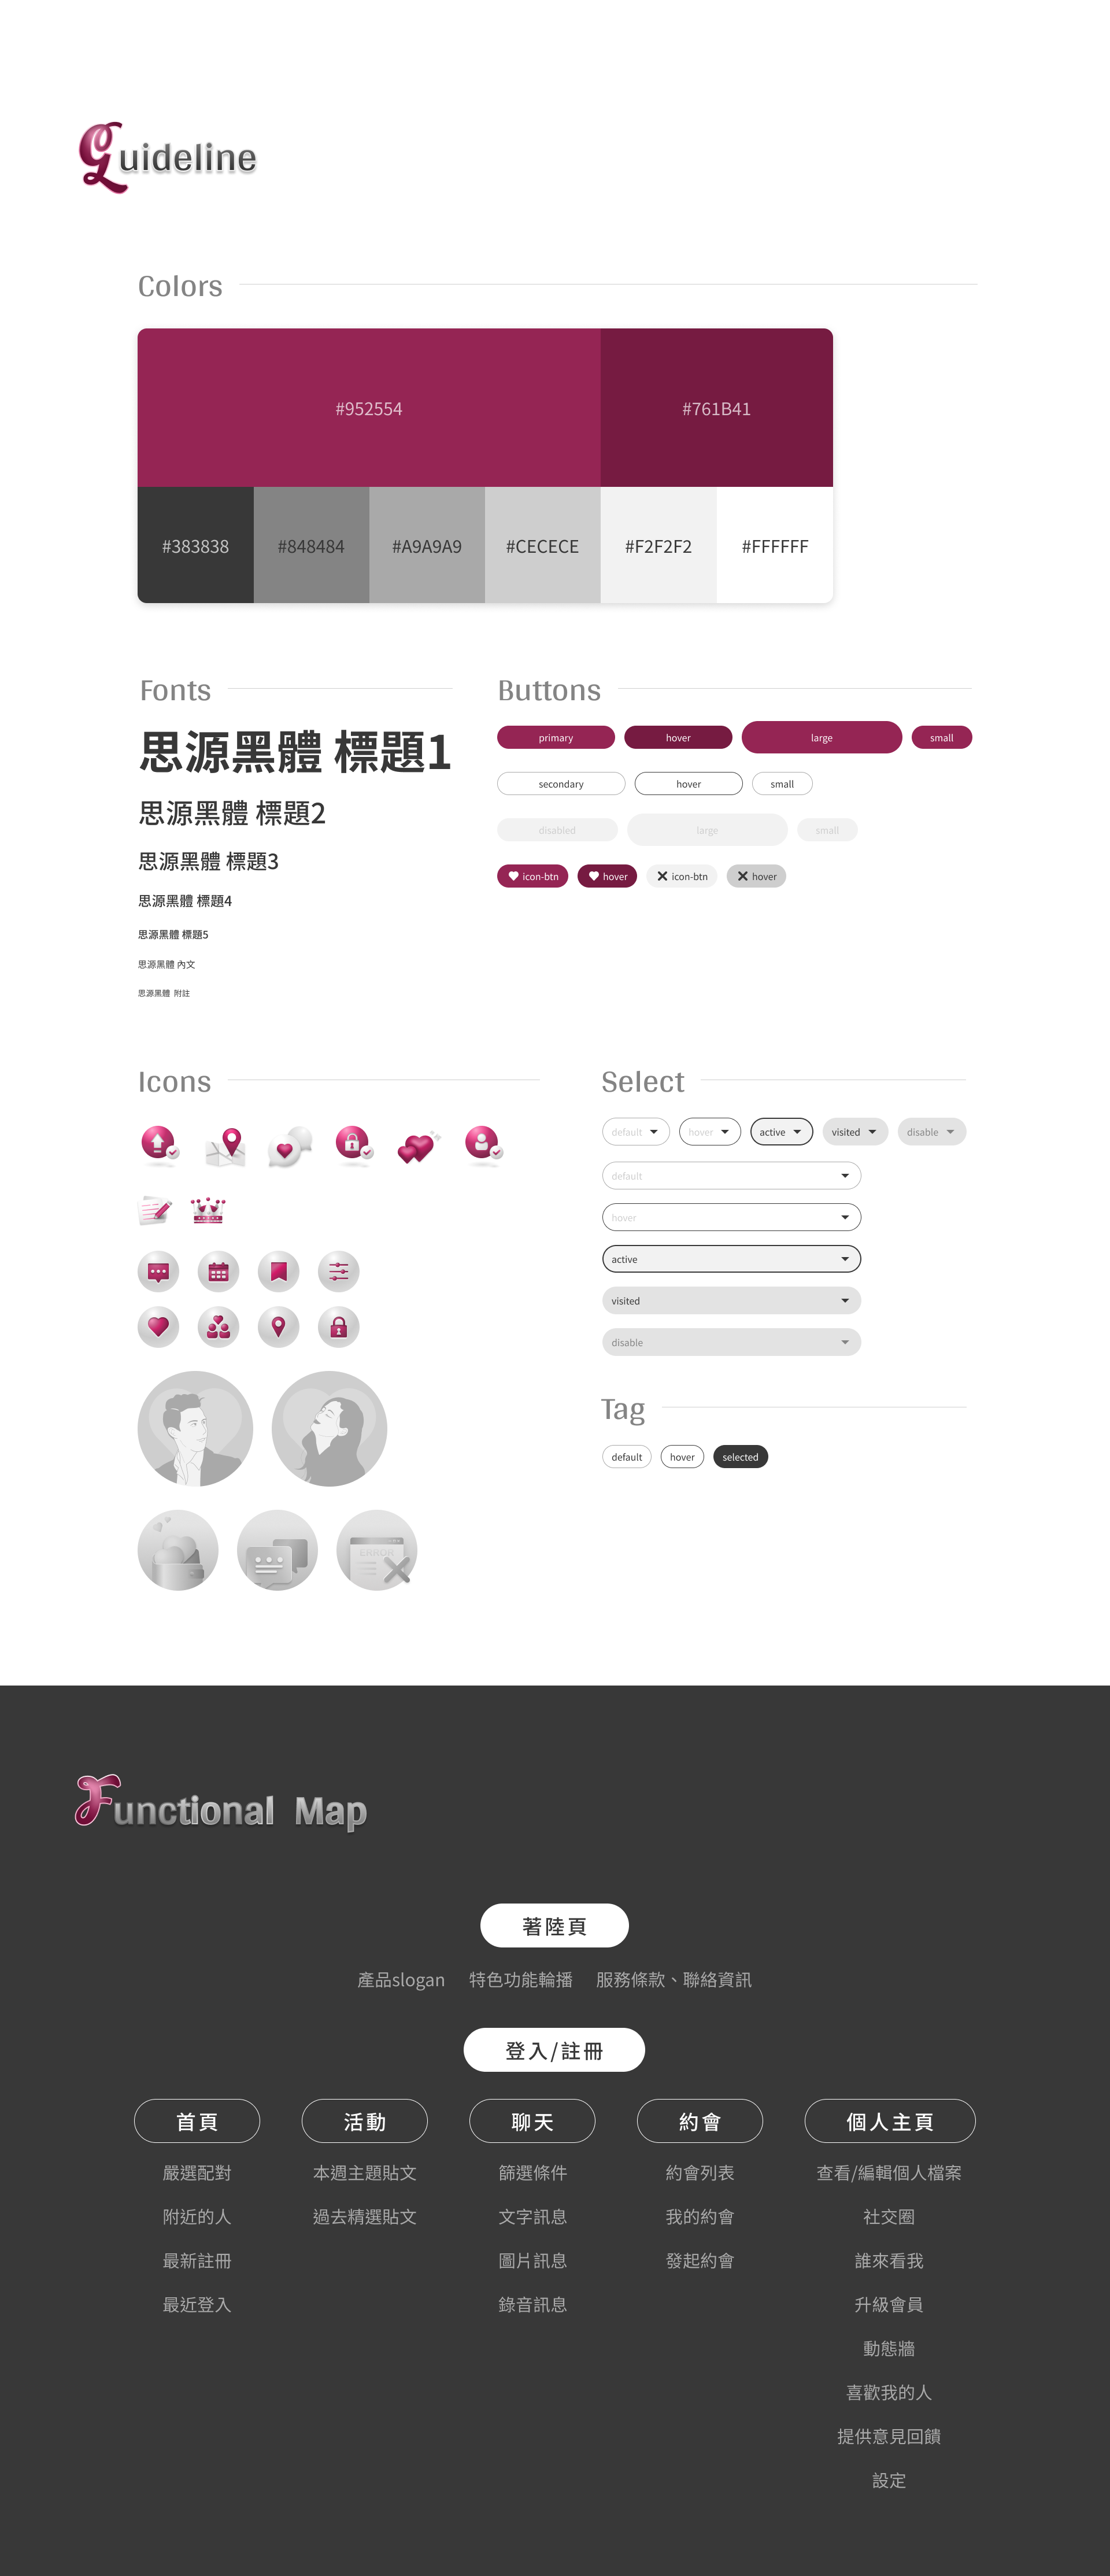 Guideline
Colors
#952554 #761B41
#383838 #848484 #A9A9A9 #CECECE #F2F2F2 #FFFFFF
Fonts
思源黑體 標題1
思源黑體 標題2
思源黑體 標題3
思源黑體 標題4
思源黑體 標題5
思源黑體 內文
思源黑體 附註
Buttons
primary hover large small
secondary hover small
disabled large small
icon-btn hover icon-btn hover
Icons
ERROR
Select
default hover active visited disable
default
hover
active
visited
disable
Tag
default hover selected
Functional Map
著陸頁
產品slogan 特色功能輪播 服務條款、聯絡資訊
登入/註冊
首頁 活動 聊天 約會 個人主頁
嚴選配對 本週主題貼文 篩選條件 約會列表 查看/編輯個人檔案
附近的人 過去精選貼文 文字訊息 我的約會 社交圈
最新註冊 圖片訊息 發起約會 誰來看我
最近登入 錄音訊息 升級會員
動態牆
喜歡我的人
提供意見回饋
設定